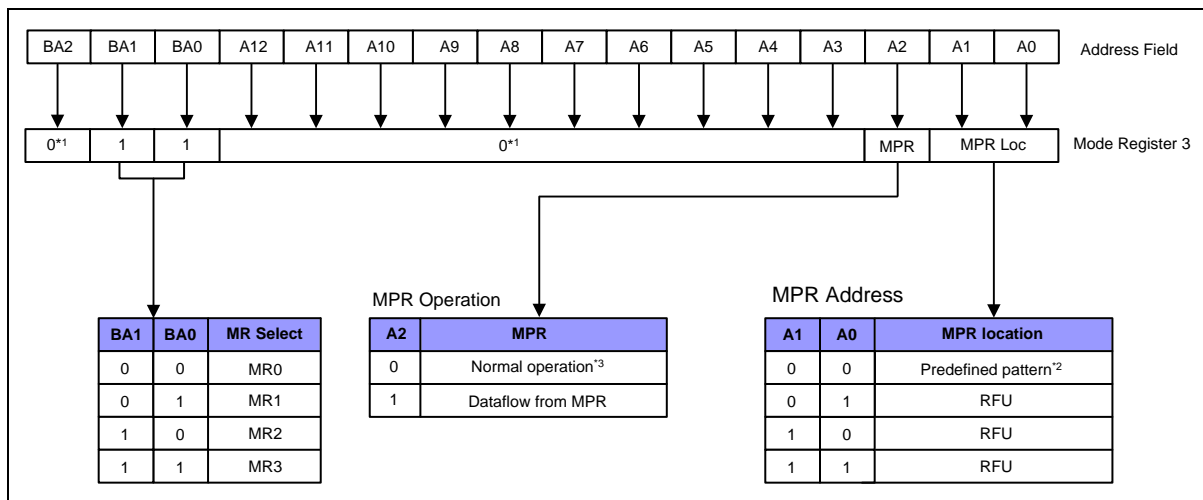 BA2 BA1 BA0 A12 A11 A10 A9 A8 A7 A6 A5 A4 A3 A2 A1 A0 Address Field
0*1 1 1 0*1 MPR MPR Loc Mode Register 3
MPR Operation
MPR Address
BA1 BA0 MR Select
0 0 MR0
0 1 MR1
1 0 MR2
1 1 MR3
A2 MPR
0 Normal operation*3
1 Dataflow from MPR
A1 A0 MPR location
0 0 Predefined pattern*2
0 1 RFU
1 0 RFU
1 1 RFU